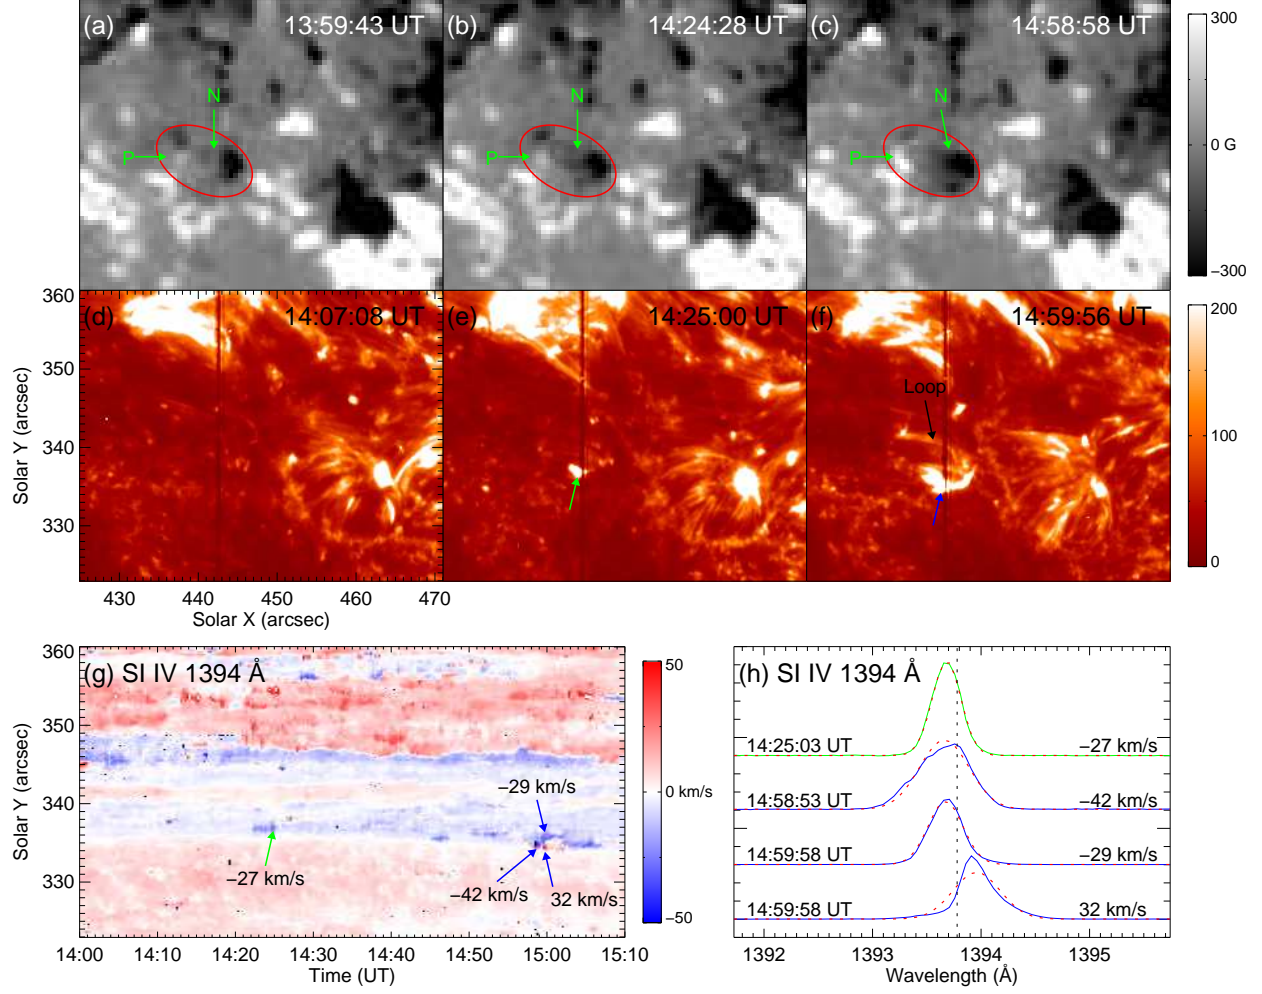 (a) 13:59:43 UT
(b) 14:24:28 UT
(c) 14:58:58 UT
300
0 G
−300
N
P
N
P
N
P
(d) 14:07:08 UT
(e) 14:25:00 UT
(f) 14:59:56 UT
Loop
200
100
0
360
350
340
330
Solar Y (arcsec)
430 440 450 460 470
Solar X (arcsec)
(g) SI IV 1394 Å
360
350
340
330
Solar Y (arcsec)
−29 km/s
−27 km/s
−42 km/s
32 km/s
14:00 14:10 14:20 14:30 14:40 14:50 15:00 15:10
Time (UT)
50
0 km/s
−50
(h) SI IV 1394 Å
14:25:03 UT −27 km/s
14:58:53 UT −42 km/s
14:59:58 UT −29 km/s
14:59:58 UT 32 km/s
1392 1393 1394 1395
Wavelength (Å)